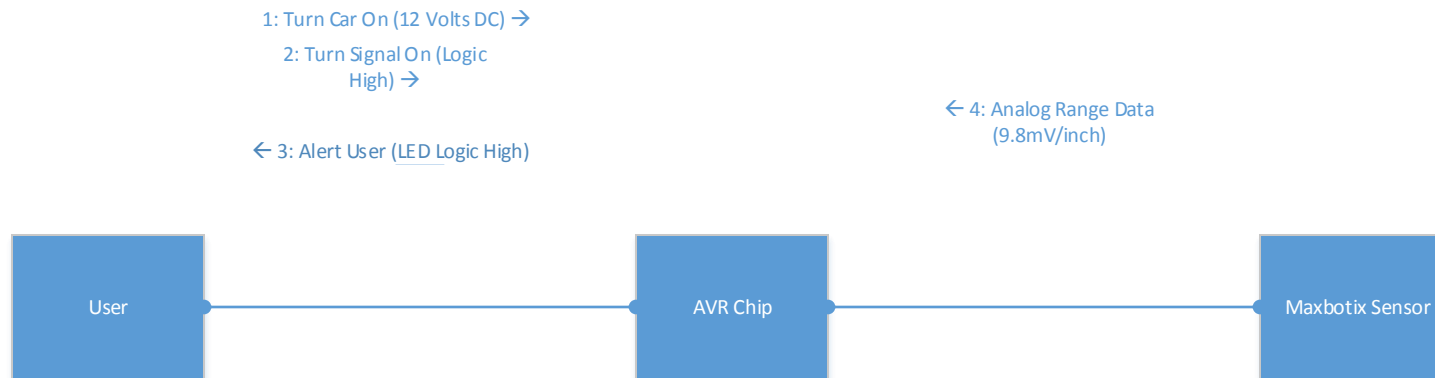 1: Turn Car On (12 Volts DC) →
2: Turn Signal On (Logic
High) →
← 4: Analog Range Data
(9.8mV/inch)
← 3: Alert User (LED Logic High)
User
AVR Chip
Maxbotix Sensor